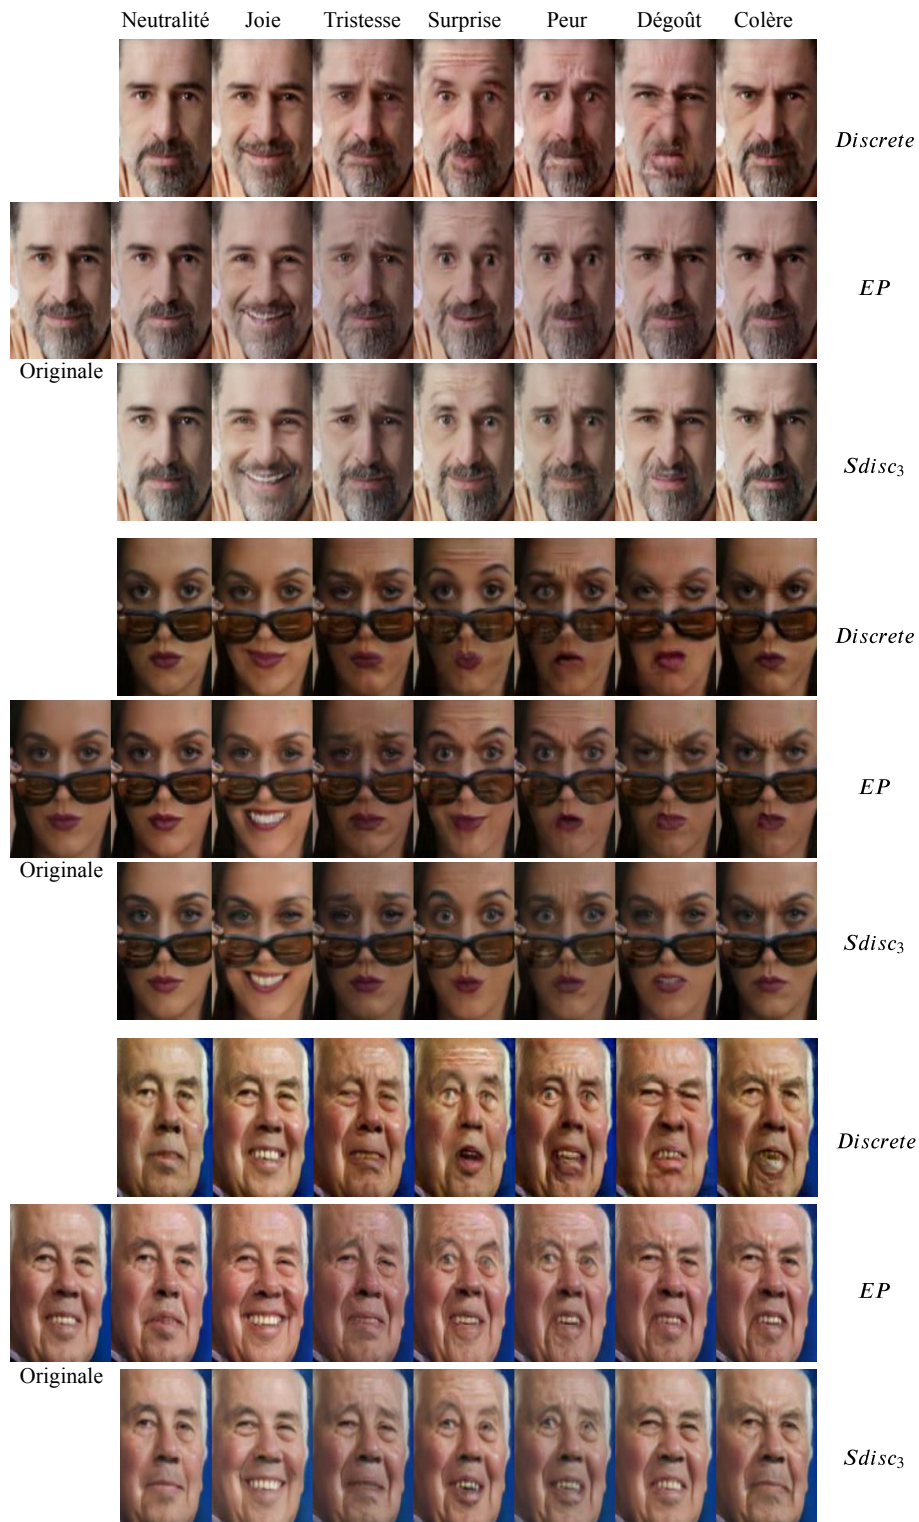 Neutralité Joie Tristesse Surprise Peur Dégoût Colère
Discrete
EP
Originale
Sdisc₃
Discrete
EP
Originale
Sdisc₃
Discrete
EP
Originale
Sdisc₃